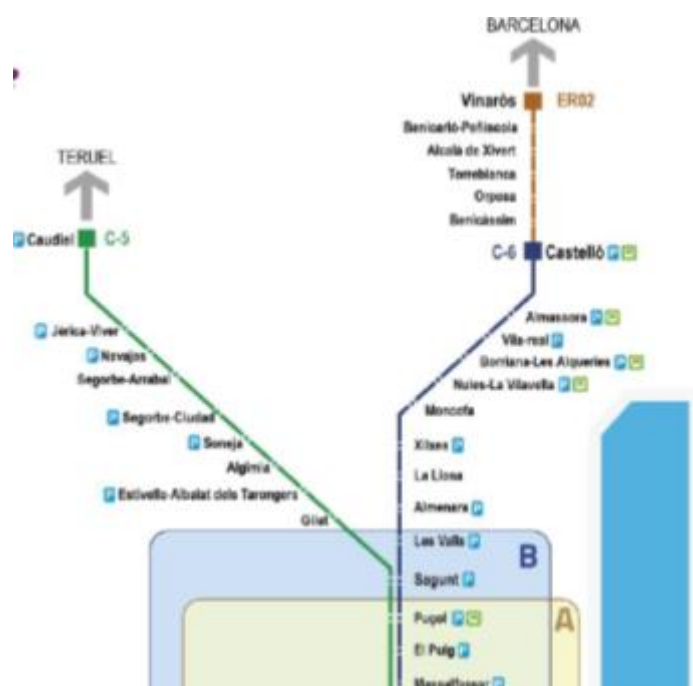 BARCELONA
Vinaròs ER02
Benicarló-Peñíscola
Alcalà de Xivert
Torreblanca
Orpesa
Benicàssim
TERUEL
P Caudiel C-5
C-6 Castelló P
Almassora P
Vila-real P
Borriana-Les Alqueries P
Nules-La Vilavella P
Moncofa
Xilxes P
La Llosa
Almenara P
Les Valls P
Sagunt P
Puçol P
El Puig P
Massalfassar P
P Jérica-Viver
P Navajas
Segorbe-Arrabal
P Segorbe-Ciudad
P Soneja
Algimia
P Estivella-Albalat dels Tarongers
Gilet
B
A